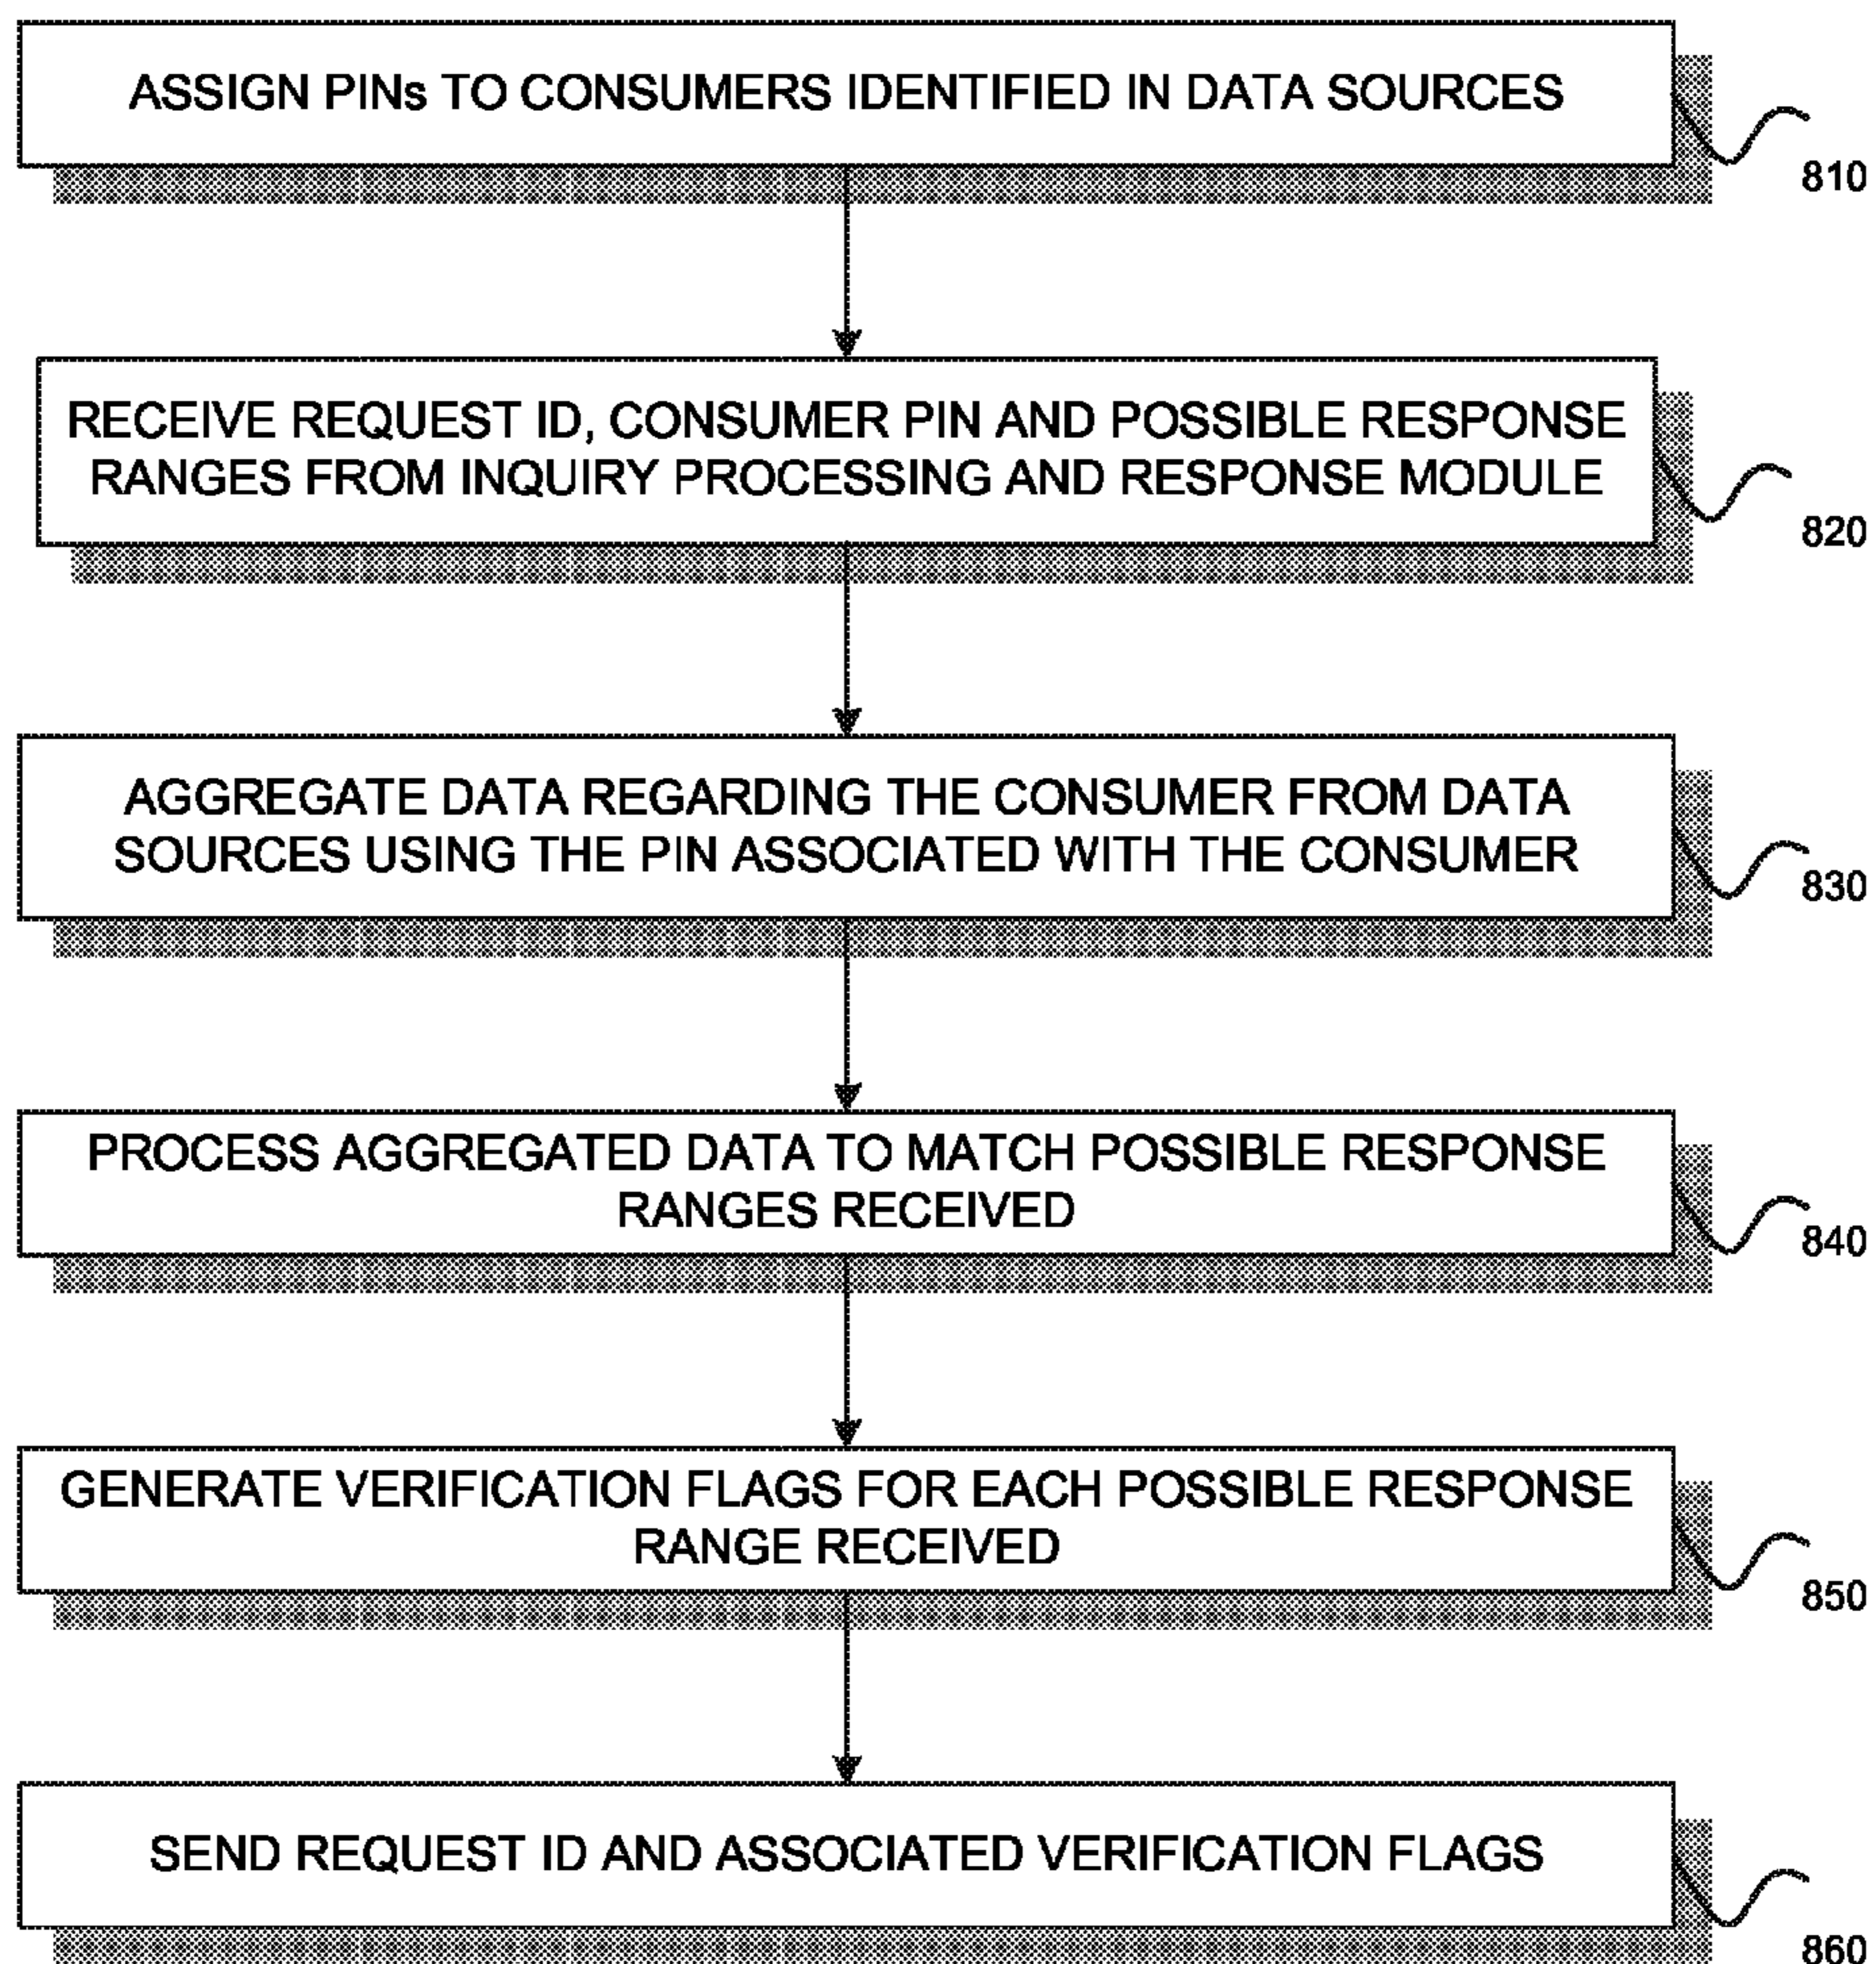 ASSIGN PINs TO CONSUMERS IDENTIFIED IN DATA SOURCES
810
RECEIVE REQUEST ID, CONSUMER PIN AND POSSIBLE RESPONSE
RANGES FROM INQUIRY PROCESSING AND RESPONSE MODULE
820
AGGREGATE DATA REGARDING THE CONSUMER FROM DATA
SOURCES USING THE PIN ASSOCIATED WITH THE CONSUMER
830
PROCESS AGGREGATED DATA TO MATCH POSSIBLE RESPONSE
RANGES RECEIVED
840
GENERATE VERIFICATION FLAGS FOR EACH POSSIBLE RESPONSE
RANGE RECEIVED
850
SEND REQUEST ID AND ASSOCIATED VERIFICATION FLAGS
860